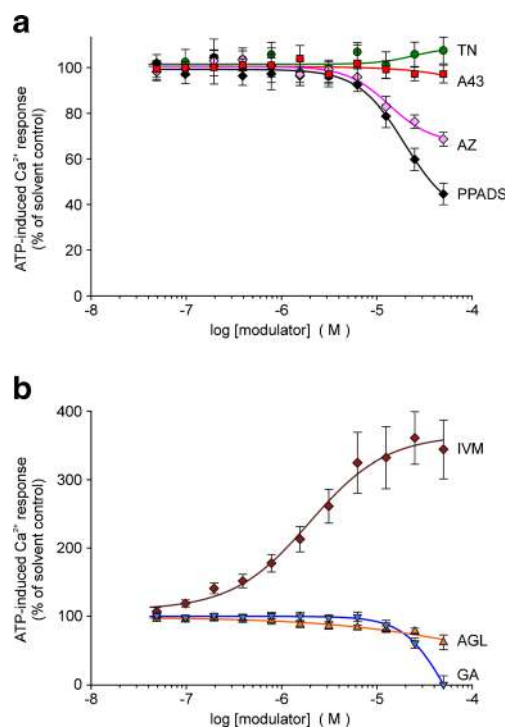 a
120
100
80
60
40
20
0
ATP-induced Ca²⁺ response
(% of solvent control)
TN
A43
AZ
PPADS
-8
-7
-6
-5
-4
log [modulator] ( M )
b
400
300
200
100
0
ATP-induced Ca²⁺ response
(% of solvent control)
IVM
AGL
GA
-8
-7
-6
-5
-4
log [modulator] ( M )